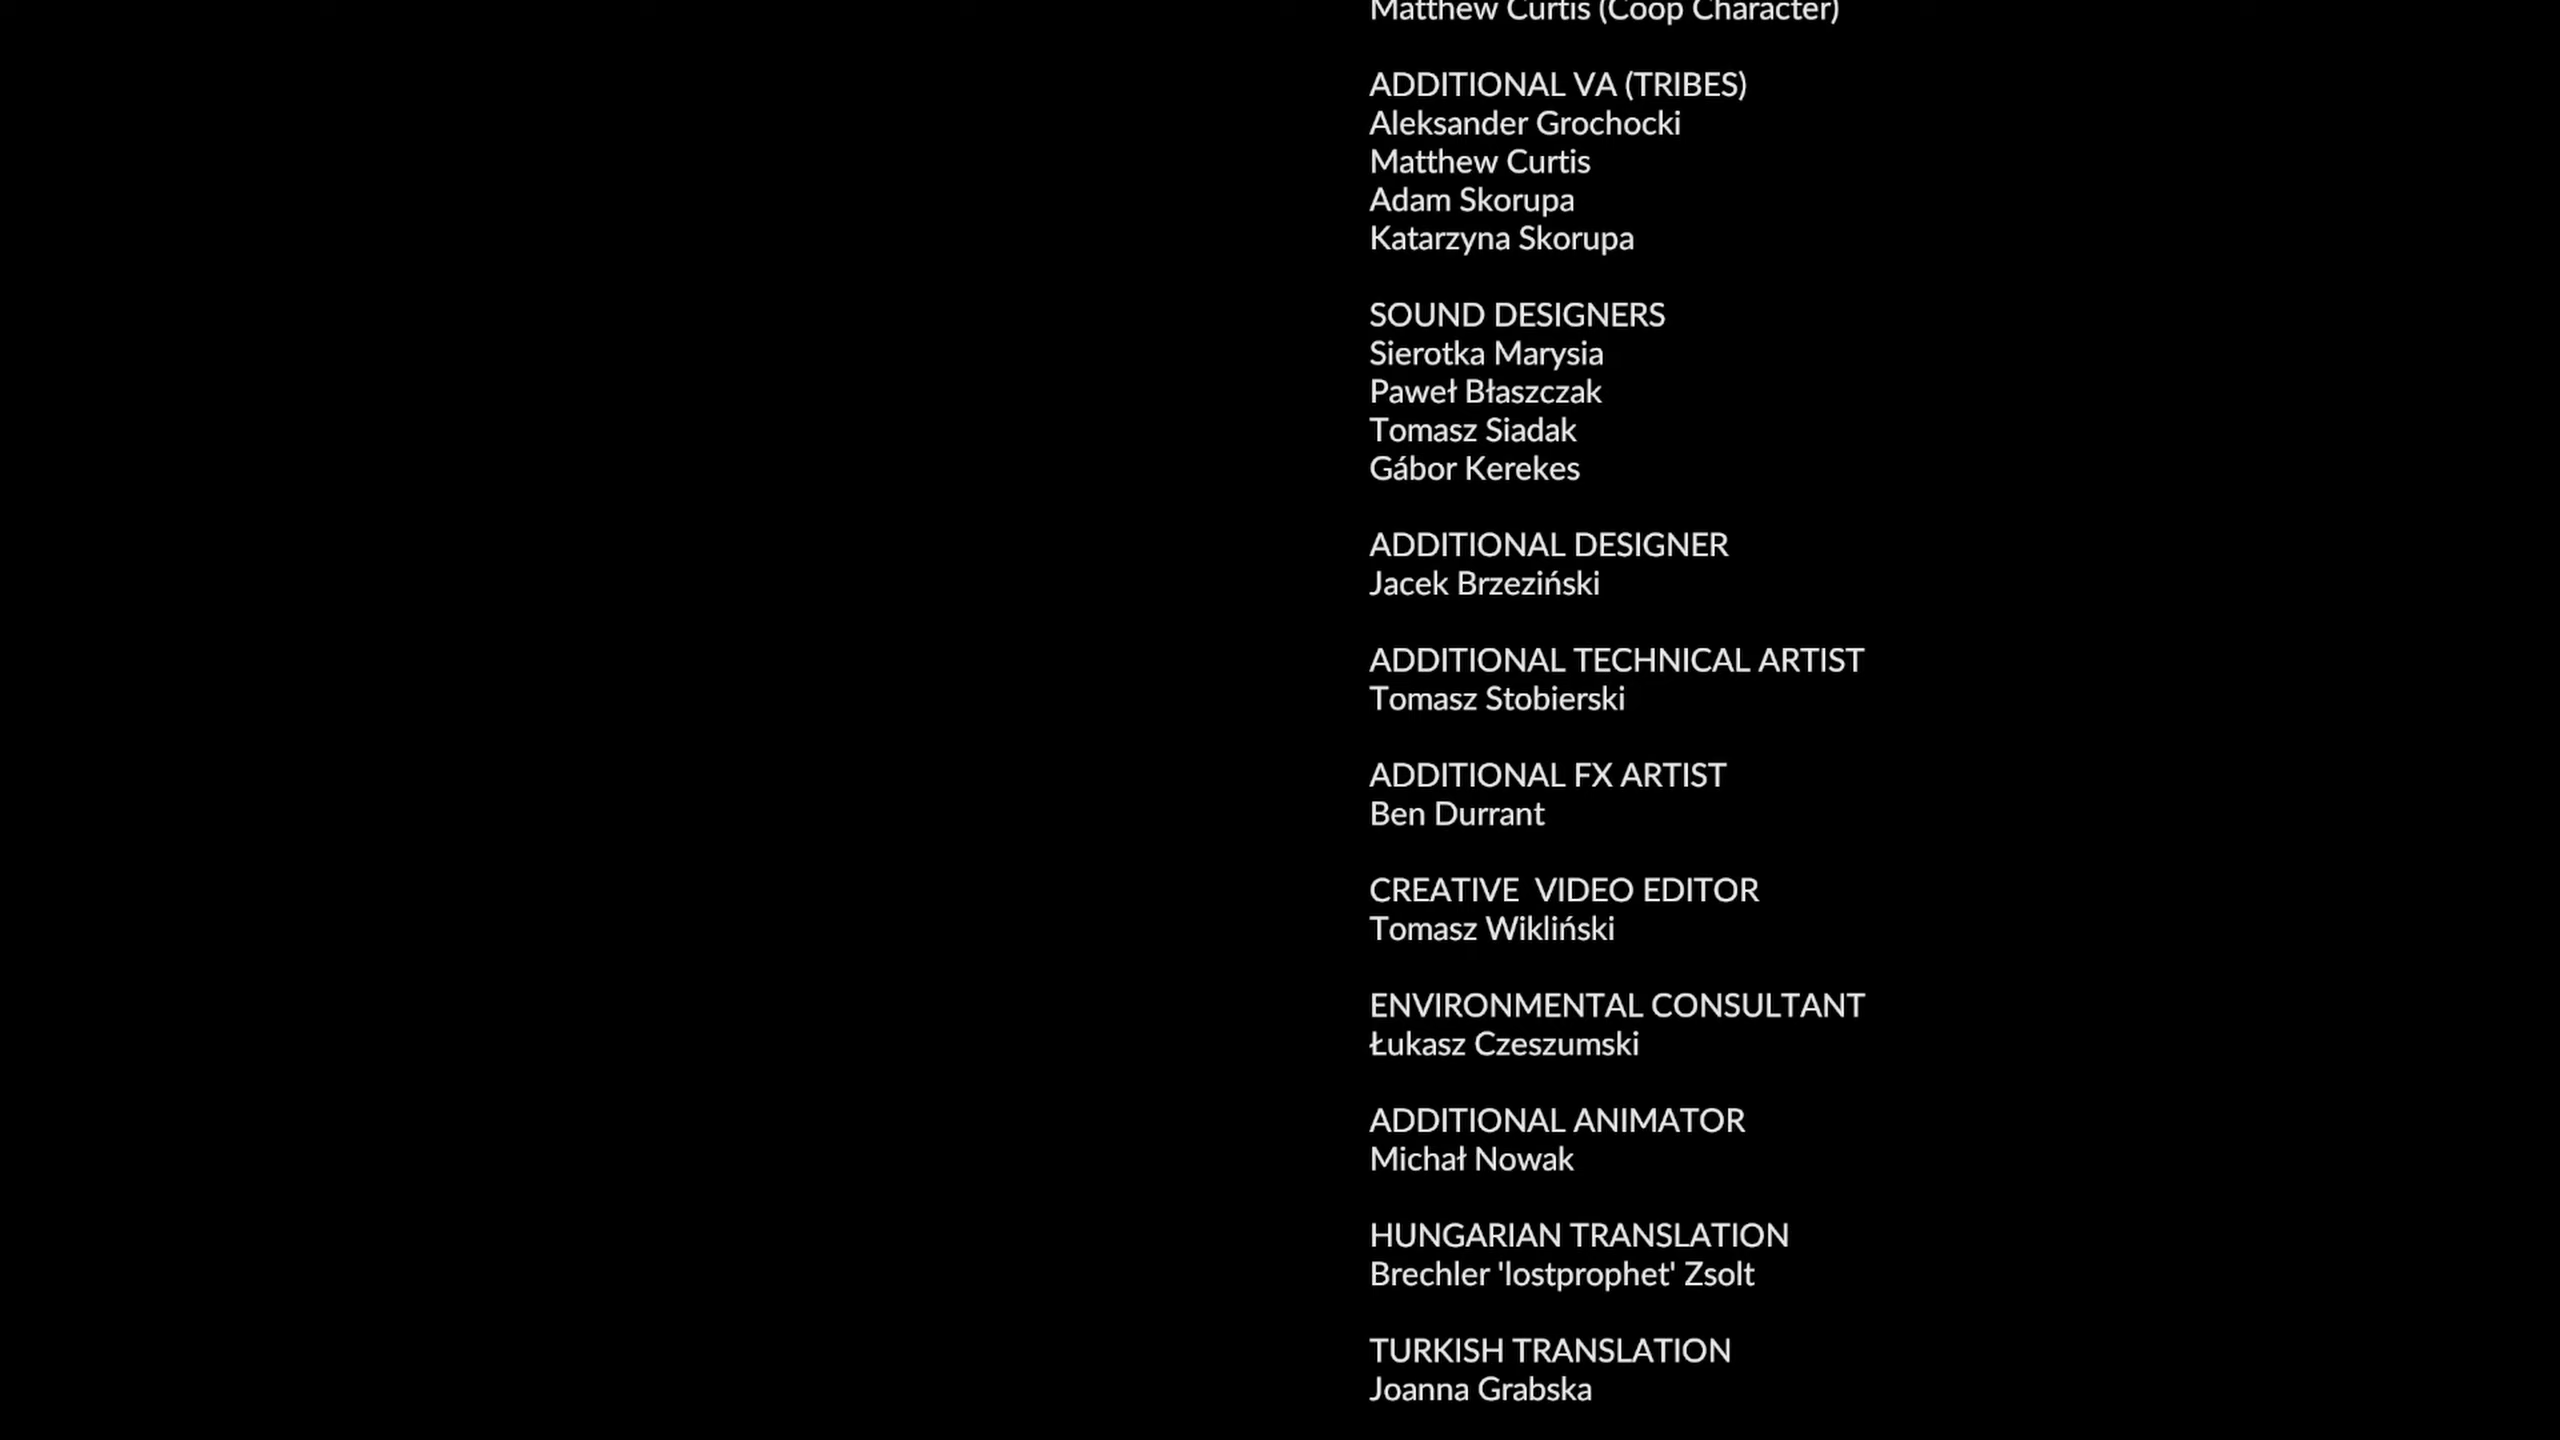 Matthew Curtis (Coop Character)
ADDITIONAL VA (TRIBES)
Aleksander Grochocki
Matthew Curtis
Adam Skorupa
Katarzyna Skorupa
SOUND DESIGNERS
Sierotka Marysia
Paweł Błaszczak
Tomasz Siadak
Gábor Kerekes
ADDITIONAL DESIGNER
Jacek Brzeziński
ADDITIONAL TECHNICAL ARTIST
Tomasz Stobierski
ADDITIONAL FX ARTIST
Ben Durrant
CREATIVE  VIDEO EDITOR
Tomasz Wikliński
ENVIRONMENTAL CONSULTANT
Łukasz Czeszumski
ADDITIONAL ANIMATOR
Michał Nowak
HUNGARIAN TRANSLATION
Brechler 'lostprophet' Zsolt
TURKISH TRANSLATION
Joanna Grabska